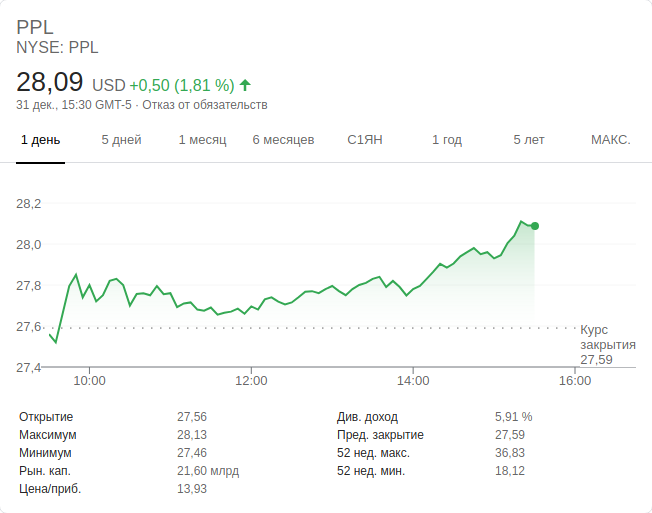 PPL
NYSE: PPL
28,09 USD +0,50 (1,81 %)
31 дек., 15:30 GMT-5 · Отказ от обязательств
1 день 5 дней 1 месяц 6 месяцев С1ЯН 1 год 5 лет МАКС.
28,2
28,0
27,8
27,6
Курс
закрытия
27,59
27,4
10:00 12:00 14:00 16:00
Открытие 27,56 Див. доход 5,91 %
Максимум 28,13 Пред. закрытие 27,59
Минимум 27,46 52 нед. макс. 36,83
Рын. кап. 21,60 млрд 52 нед. мин. 18,12
Цена/приб. 13,93